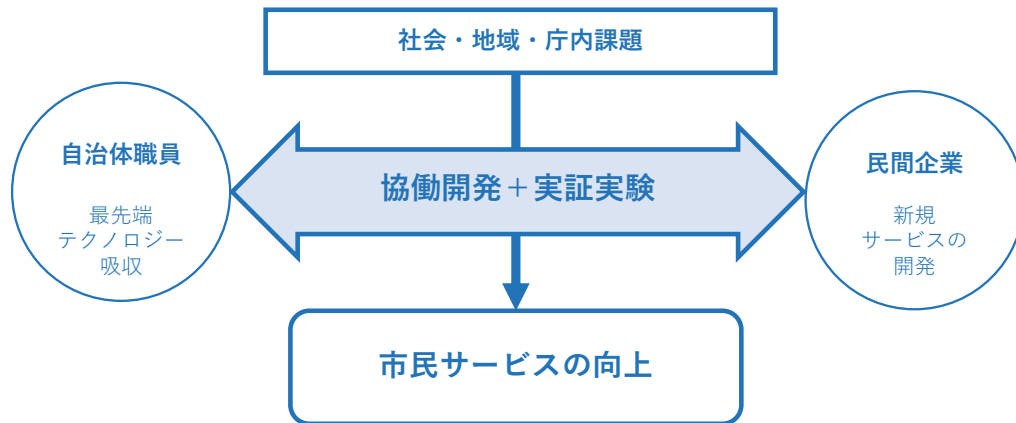 社会・地域・庁内課題
自治体職員
最先端
テクノロジー
吸収
協働開発＋実証実験
民間企業
新規
サービスの
開発
市民サービスの向上